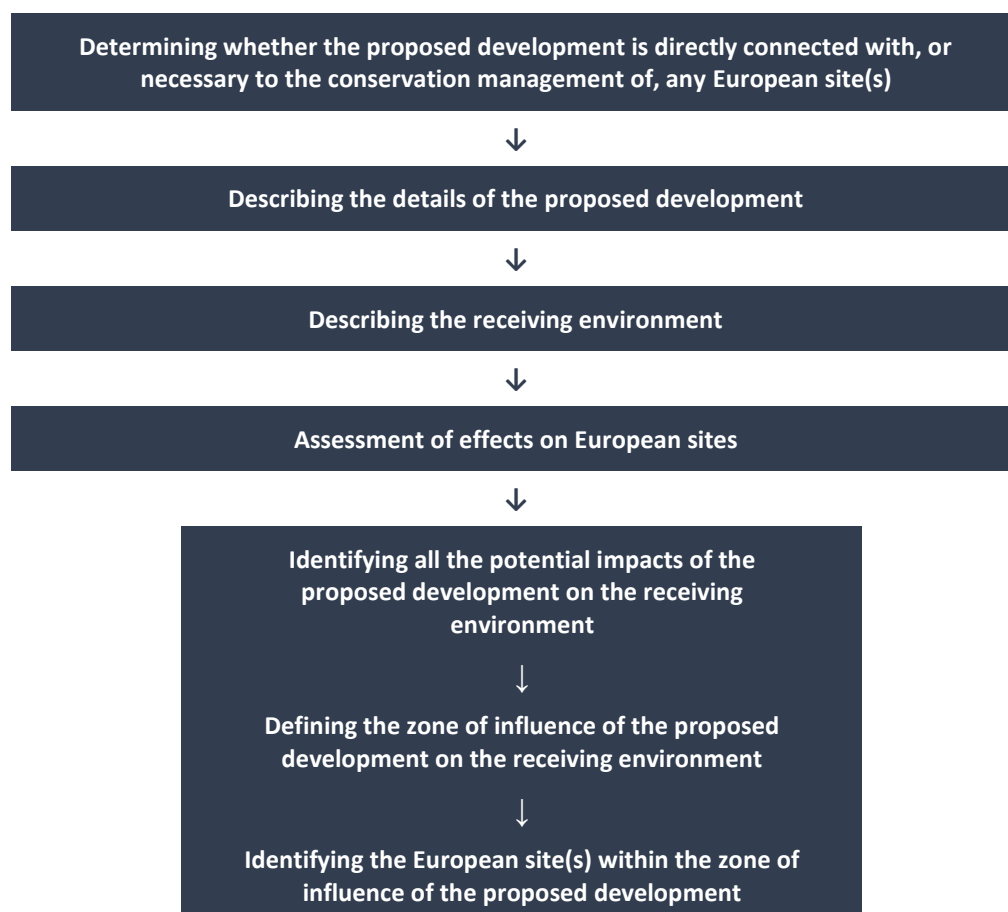 Determining whether the proposed development is directly connected with, or
necessary to the conservation management of, any European site(s)
↓
Describing the details of the proposed development
↓
Describing the receiving environment
↓
Assessment of effects on European sites
↓
Identifying all the potential impacts of the
proposed development on the receiving
environment
↓
Defining the zone of influence of the proposed
development on the receiving environment
↓
Identifying the European site(s) within the zone of
influence of the proposed development